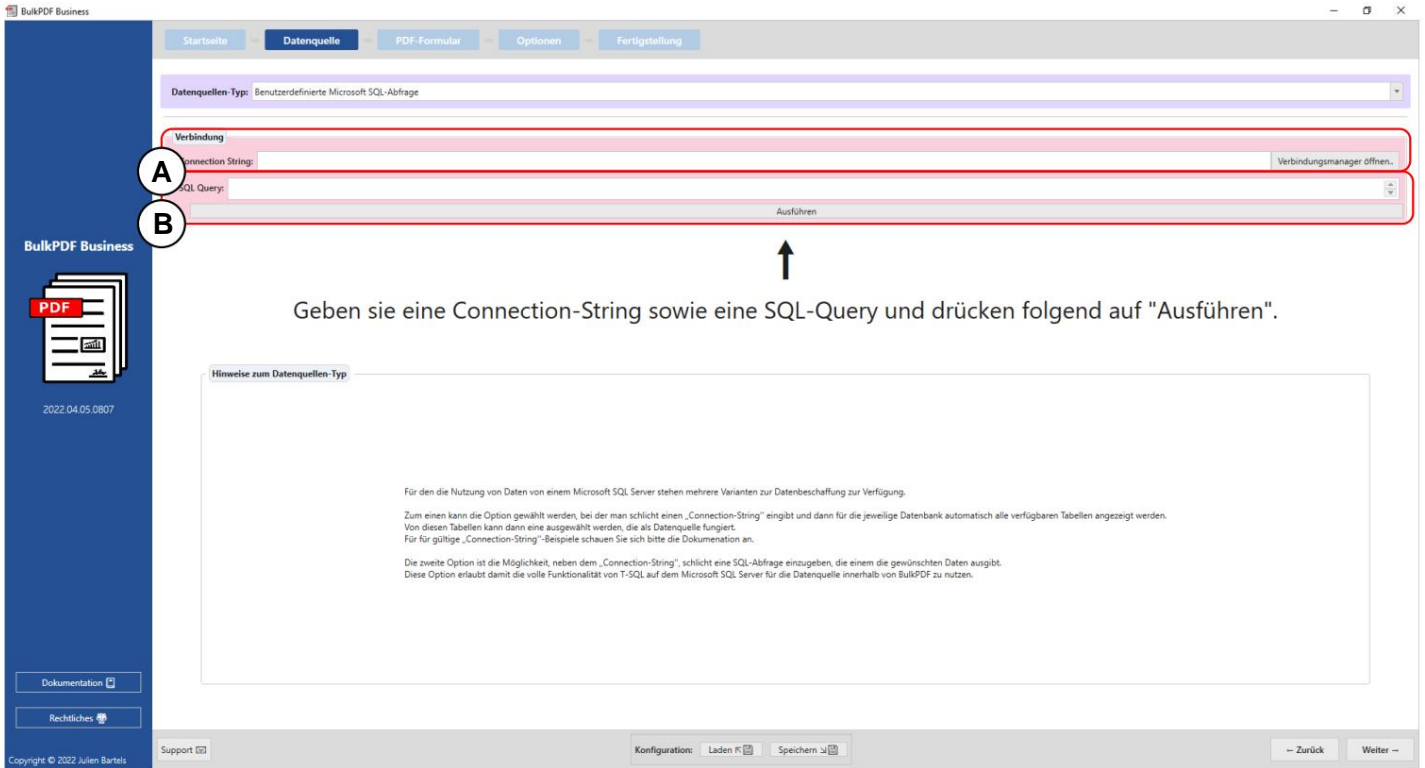 BulkPDF Business
Startseite Datenquelle PDF-Formular Optionen Fertigstellung
Datenquellen-Typ: Benutzerdefinierte Microsoft SQL-Abfrage
Verbindung
A
Connection String: Verbindungsmanager öffnen..
SQL Query:
Ausführen
B
BulkPDF Business
PDF
2022.04.05.0807
Geben sie eine Connection-String sowie eine SQL-Query und drücken folgend auf "Ausführen".
Hinweise zum Datenquellen-Typ
Für den die Nutzung von Daten von einem Microsoft SQL Server stehen mehrere Varianten zur Datenbeschaffung zur Verfügung.
Zum einen kann die Option gewählt werden, bei der man schlicht einen „Connection-String" eingibt und dann für die jeweilige Datenbank automatisch alle verfügbaren Tabellen angezeigt werden.
Von diesen Tabellen kann dann eine ausgewählt werden, die als Datenquelle fungiert.
Für für gültige „Connection-String"-Beispiele schauen Sie sich bitte die Dokumenation an.
Die zweite Option ist die Möglichkeit, neben dem „Connection-String", schlicht eine SQL-Abfrage einzugeben, die einem die gewünschten Daten ausgibt.
Diese Option erlaubt damit die volle Funktionalität von T-SQL auf dem Microsoft SQL Server für die Datenquelle innerhalb von BulkPDF zu nutzen.
Dokumentation
Rechtliches
Copyright © 2022 Julien Bartels
Support
Konfiguration: Laden Speichern
← Zurück Weiter →